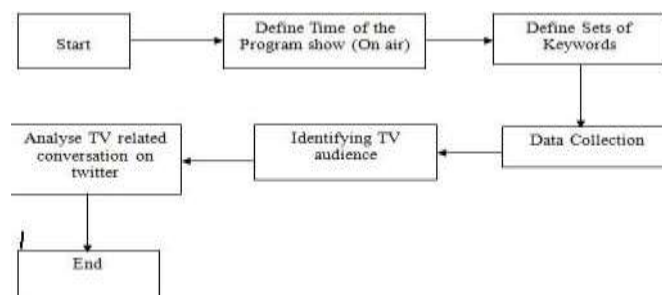 Start
Define Time of the
Program show (On air)
Define Sets of
Keywords
Analyse TV related
conversation on
twitter
Identifying TV
audience
Data Collection
End